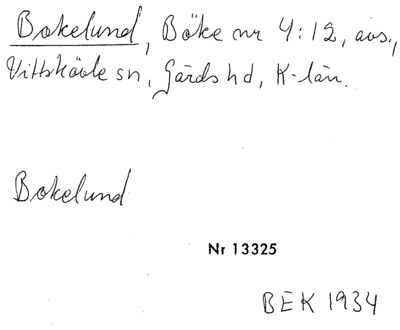 Bokelund, Böke nr 4:12, avs.,
Vittskövle sn, Gärds hd, K-län.
Bokelund
Nr 13325
BEK 1934